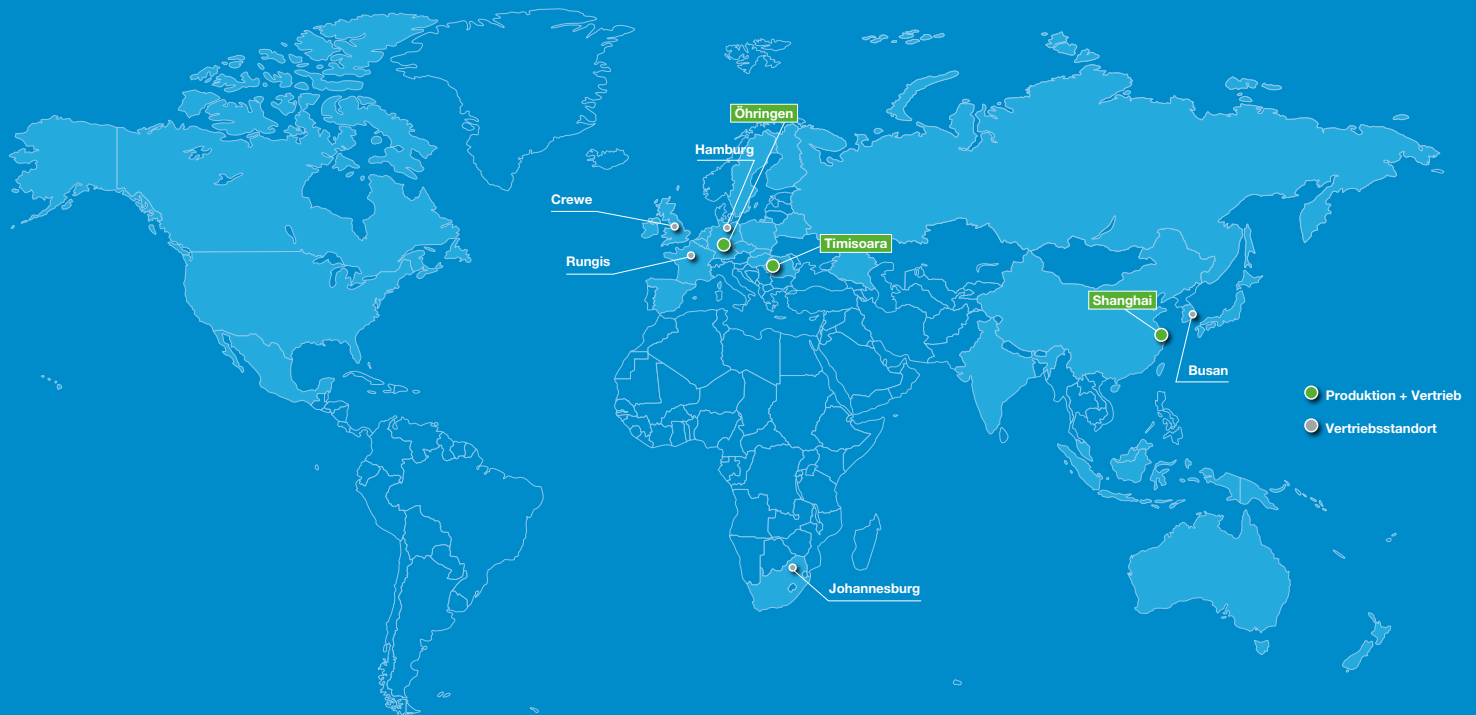 Öhringen
Hamburg
Crewe
Timisoara
Rungis
Shanghai
Busan
Produktion + Vertrieb
Vertriebsstandort
Johannesburg